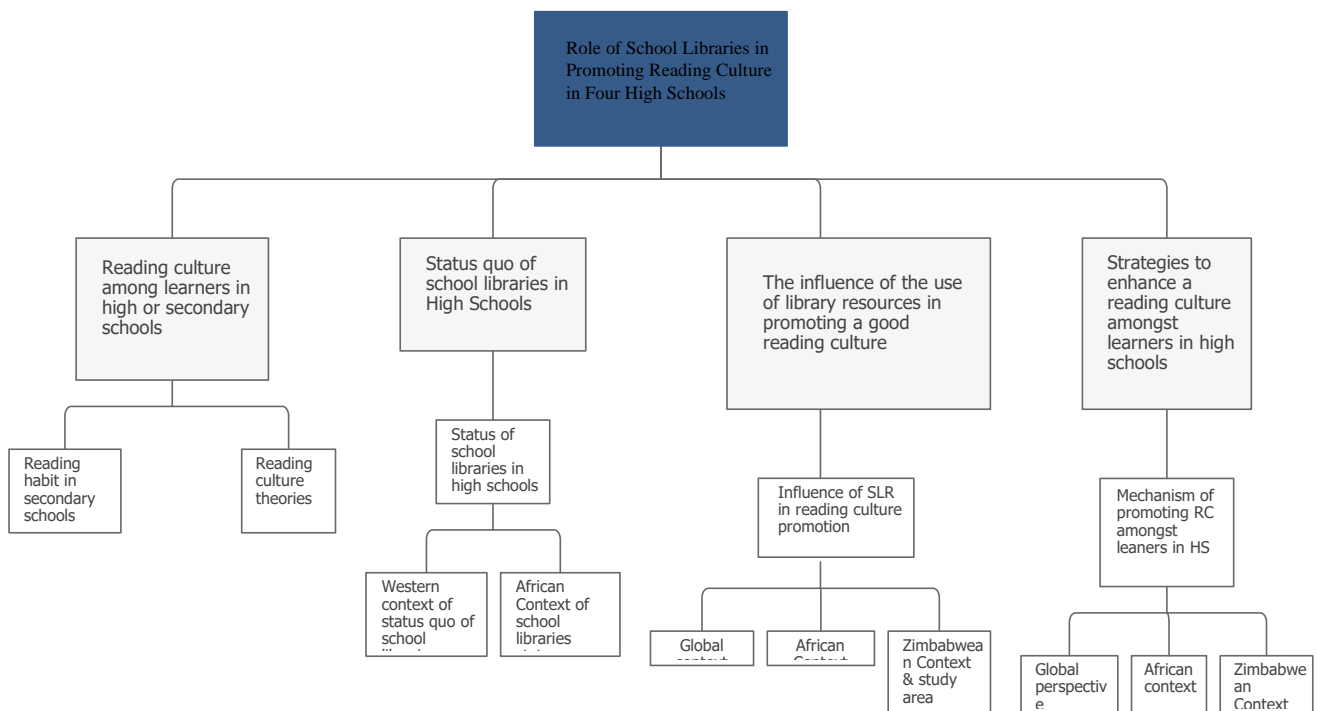 Role of School Libraries in
Promoting Reading Culture
in Four High Schools
Reading culture
among learners in
high or secondary
schools
Status quo of
school libraries in
High Schools
The influence of the use
of library resources in
promoting a good
reading culture
Strategies to
enhance a
reading culture
amongst
learners in high
schools
Reading
habit in
secondary
schools
Reading
culture
theories
Status of
school
libraries in
high schools
Influence of SLR
in reading culture
promotion
Mechanism of
promoting RC
amongst
leaner in HS
Western
context of
status quo of
school
African
Context of
school
libraries
Global
African
Zimbabwea
n Context
& study
area
Global
perspectiv
e
African
context
Zimbabwe
an
Context